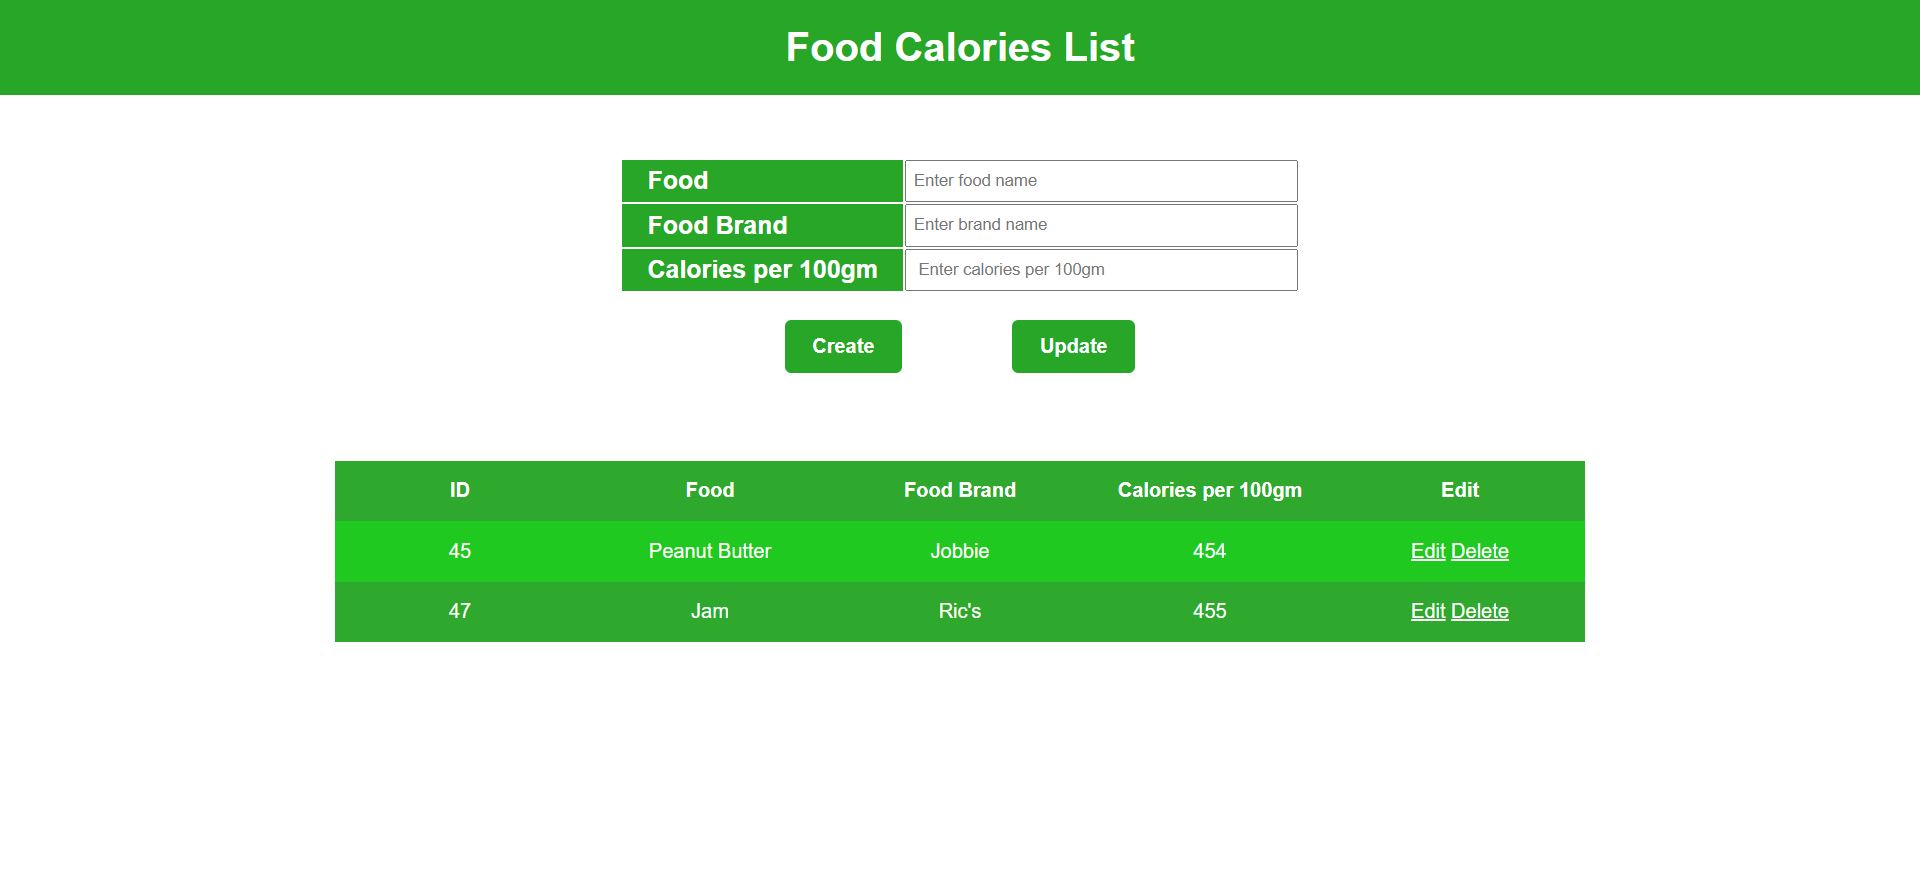 Food Calories List
Food Enter food name
Food Brand Enter brand name
Calories per 100gm Enter calories per 100gm
Create Update
ID Food Food Brand Calories per 100gm Edit
45 Peanut Butter Jobbie 454 Edit Delete
47 Jam Ric's 455 Edit Delete